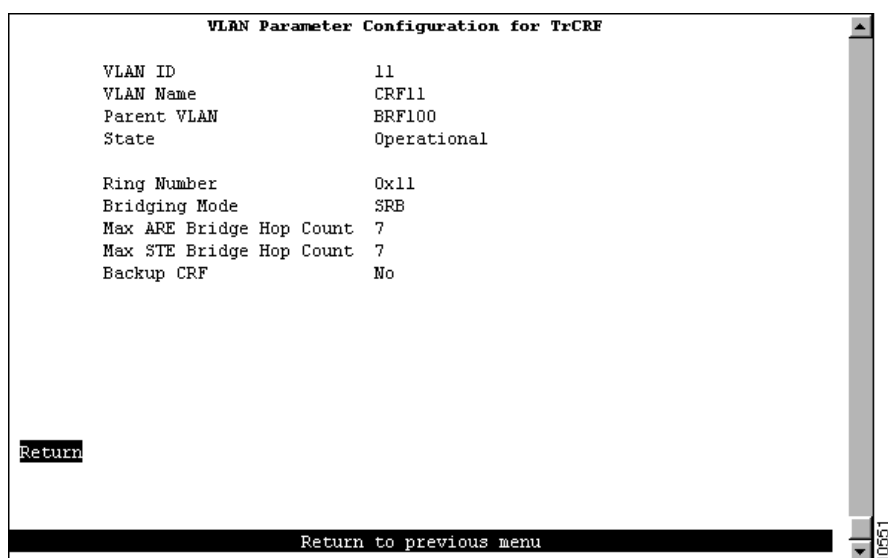 VLAN Parameter Configuration for TrCRF
VLAN ID 11
VLAN Name CRF11
Parent VLAN BRF100
State Operational
Ring Number 0x11
Bridging Mode SRB
Max ARE Bridge Hop Count 7
Max STE Bridge Hop Count 7
Backup CRF No
Return
Return to previous menu